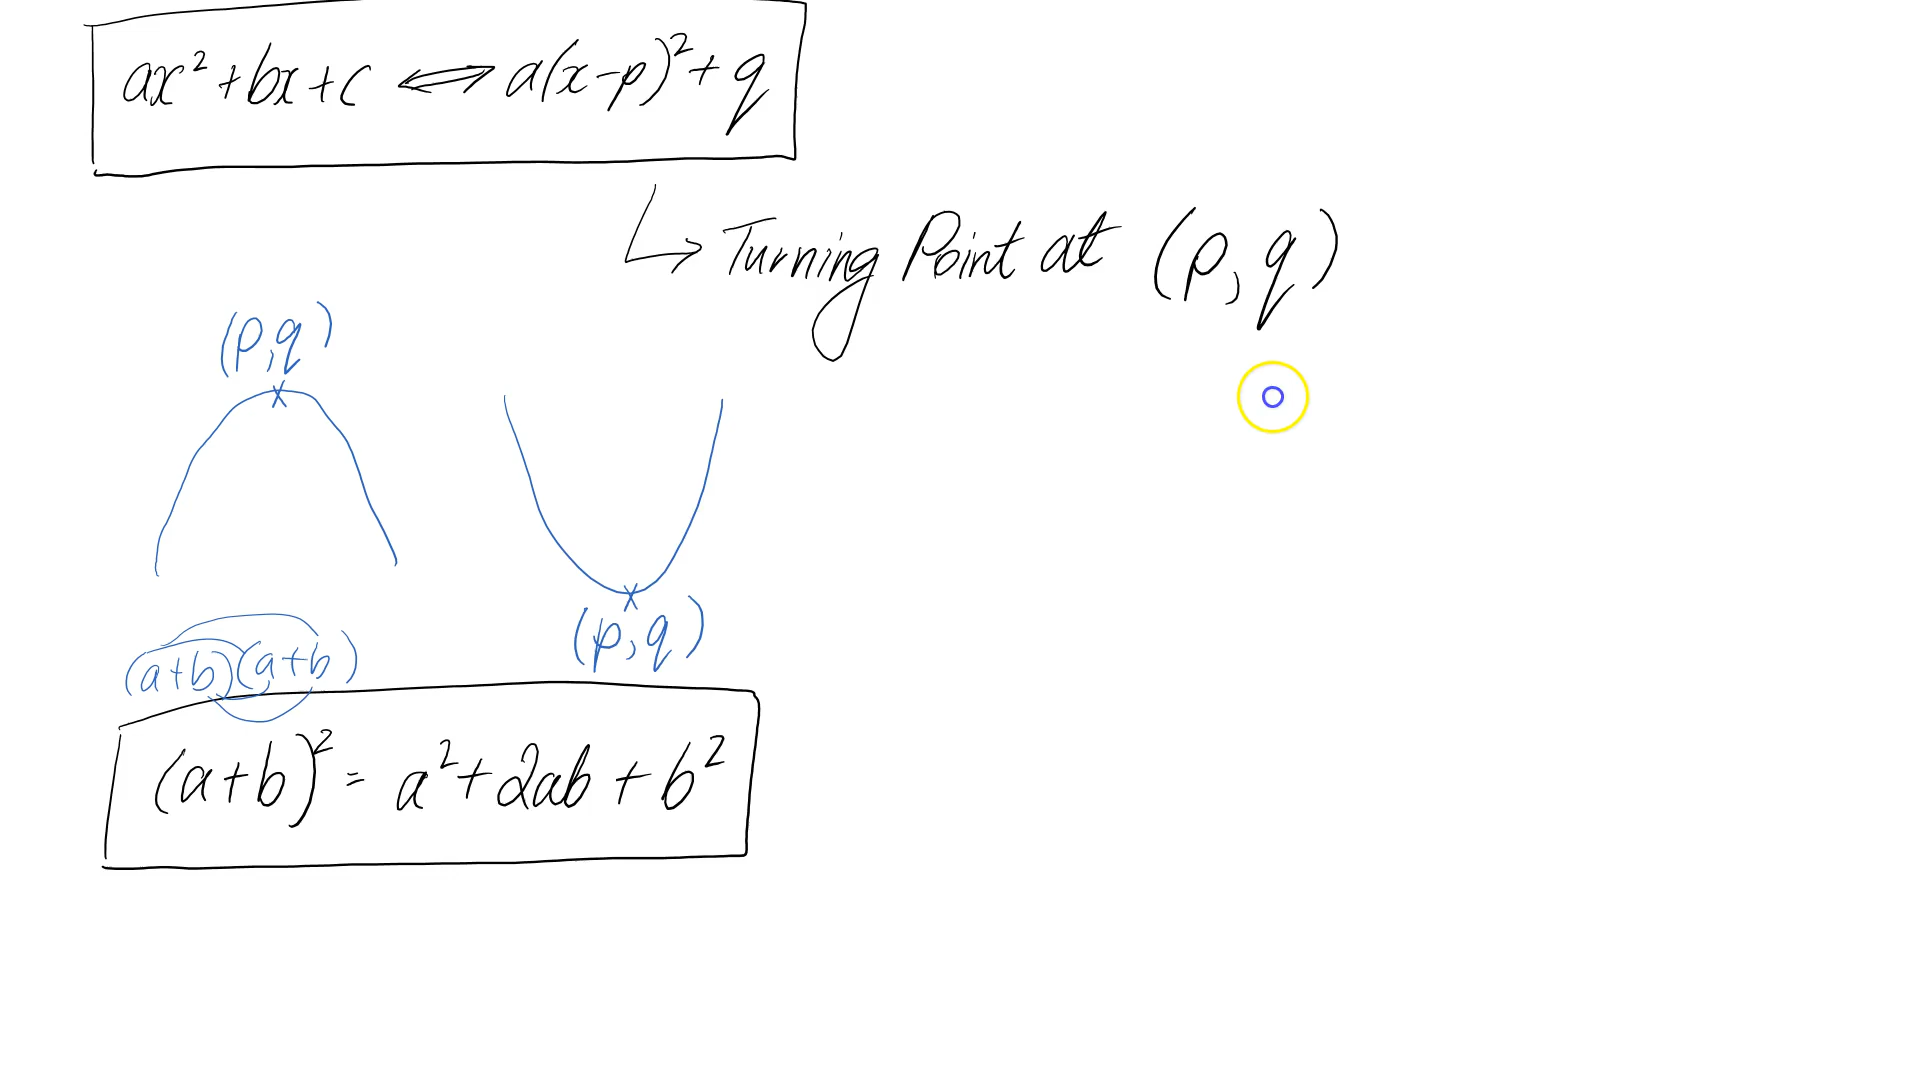 ax² + bx + c ⟺ a(x-p)² + q
↳ Turning Point at (p, q)
(p, q)
(p, q)
(a+b)(a+b)
(a+b)² = a² + 2ab + b²